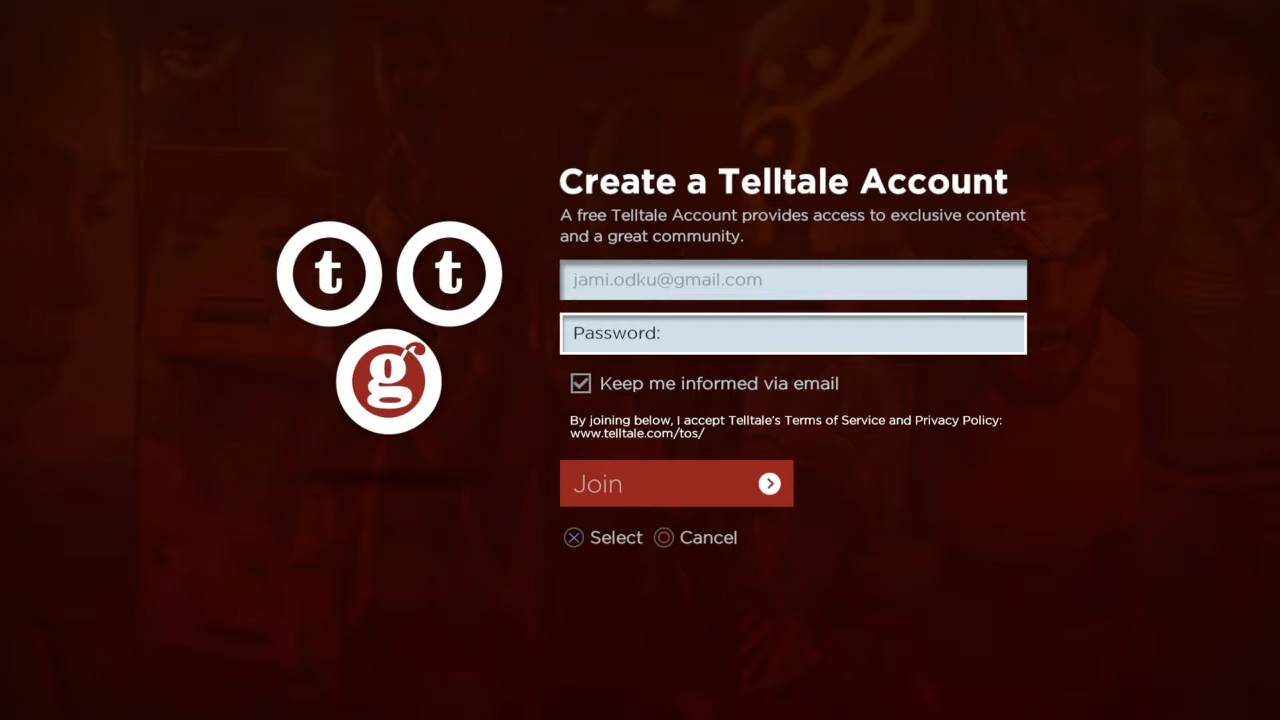 t t
g
Create a Telltale Account
A free Telltale Account provides access to exclusive content
and a great community.
jami.odku@gmail.com
Password:
Keep me informed via email
By joining below, I accept Telltale's Terms of Service and Privacy Policy:
www.telltale.com/tos/
Join
Select Cancel